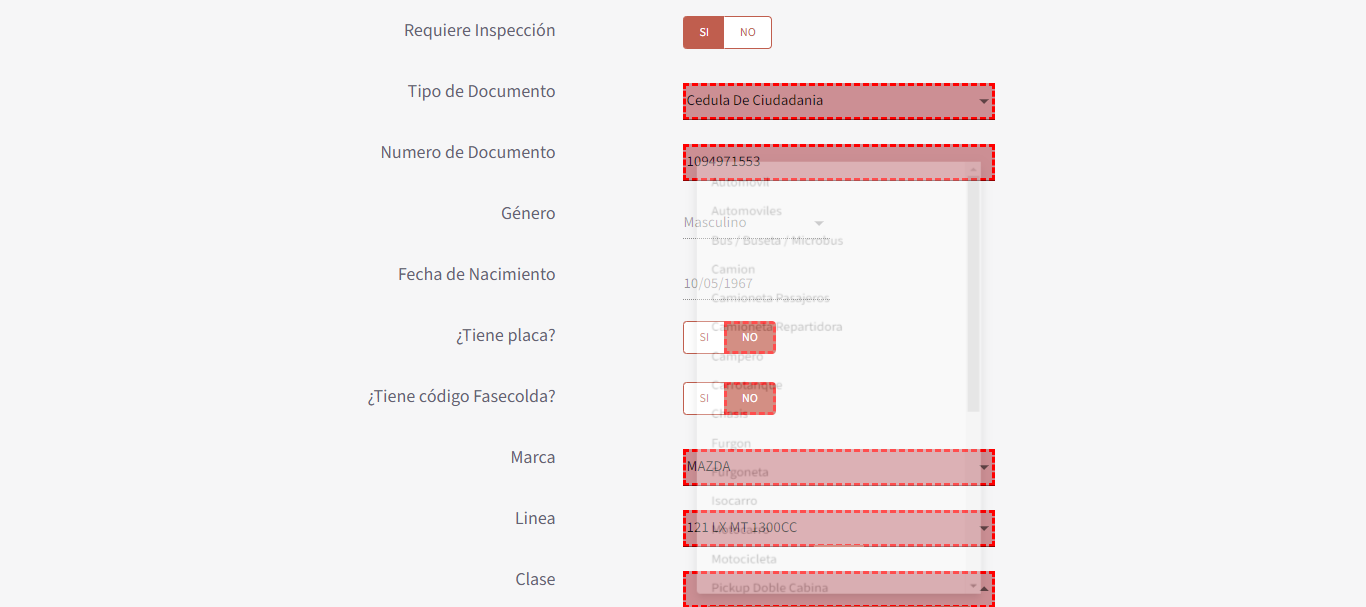 Requiere Inspección SI NO
Tipo de Documento Cedula De Ciudadania
Numero de Documento 1094971553
Automovil
Género Masculino
Automoviles
Bus / Buseta / Microbus
Fecha de Nacimiento 10/05/1967
Camion
Camioneta Pasajeros
¿Tiene placa? SI NO
Camioneta Repartidora
Campero
¿Tiene código Fasecolda? SI NO
Carrotanque
Chasis
Furgon
Marca MAZDA
Furgoneta
Isocarro
Linea 121 LX MT 1300CC
Motocarro
Motocicleta
Clase
Pickup Doble Cabina